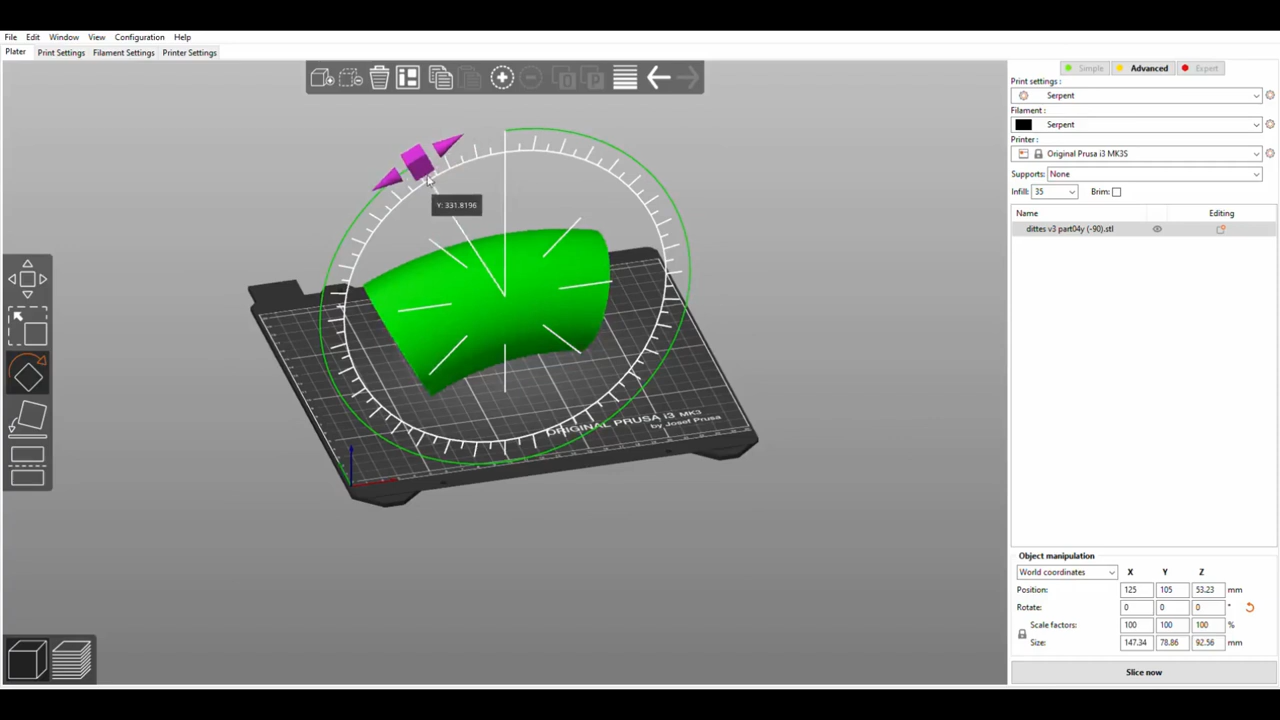 File Edit Window View Configuration Help
Plater Print Settings Filament Settings Printer Settings
Simple Advanced Expert
Print settings :
Serpent
Filament :
Serpent
Printer :
Original Prusa i3 MK3S
Supports: None
Infill: 35 Brim:
Name Editing
dittes v3 part04y (-90).stl
Y: 331.8196
ORIGINAL PRUSA i3 MK3
by Josef Prusa
Object manipulation
World coordinates X Y Z
Position: 125 105 53.23 mm
Rotate: 0 0 0 °
Scale factors: 100 100 100 %
Size: 147.34 78.86 92.56 mm
Slice now